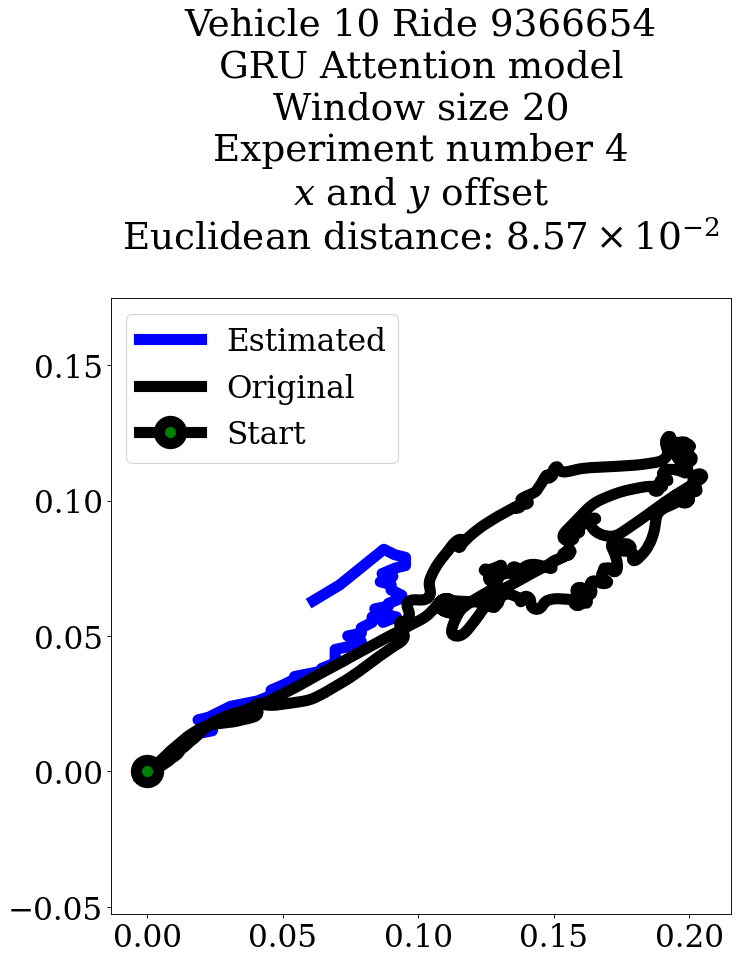 Vehicle 10 Ride 9366654
GRU Attention model
Window size 20
Experiment number 4
x and y offset
Euclidean distance: 8.57 × 10⁻²
Estimated
Original
Start
0.15
0.10
0.05
0.00
−0.05
0.00 0.05 0.10 0.15 0.20